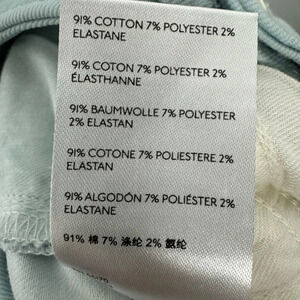 91% COTTON 7% POLYESTER 2%
ELASTANE
91% COTON 7% POLYESTER 2%
ÉLASTHANNE
91% BAUMWOLLE 7% POLYESTER
2% ELASTAN
91% COTONE 7% POLIESTERE 2%
ELASTAN
91% ALGODÓN 7% POLIÉSTER 2%
ELASTANE
91% 棉 7% 涤纶 2% 氨纶